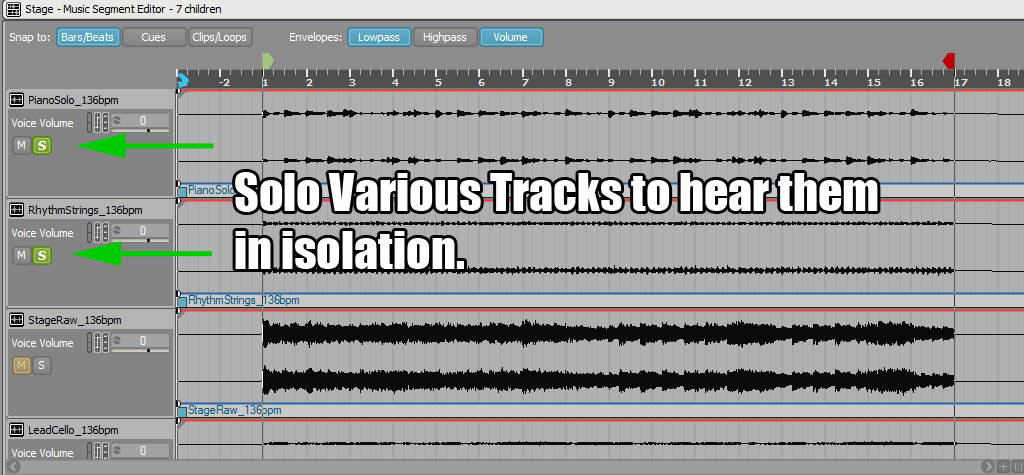 Stage - Music Segment Editor - 7 children
Snap to: Bars/Beats Cues Clips/Loops Envelopes: Lowpass Highpass Volume
-2 1 2 3 4 5 6 7 8 9 10 11 12 13 14 15 16 17 18
PianoSolo_136bpm
Voice Volume 0
M S
PianoSolo
Solo Various Tracks to hear them
in isolation.
RhythmStrings_136bpm
Voice Volume 0
M S
RhythmStrings_136bpm
StageRaw_136bpm
Voice Volume 0
M S
StageRaw_136bpm
LeadCello_136bpm
Voice Volume 0